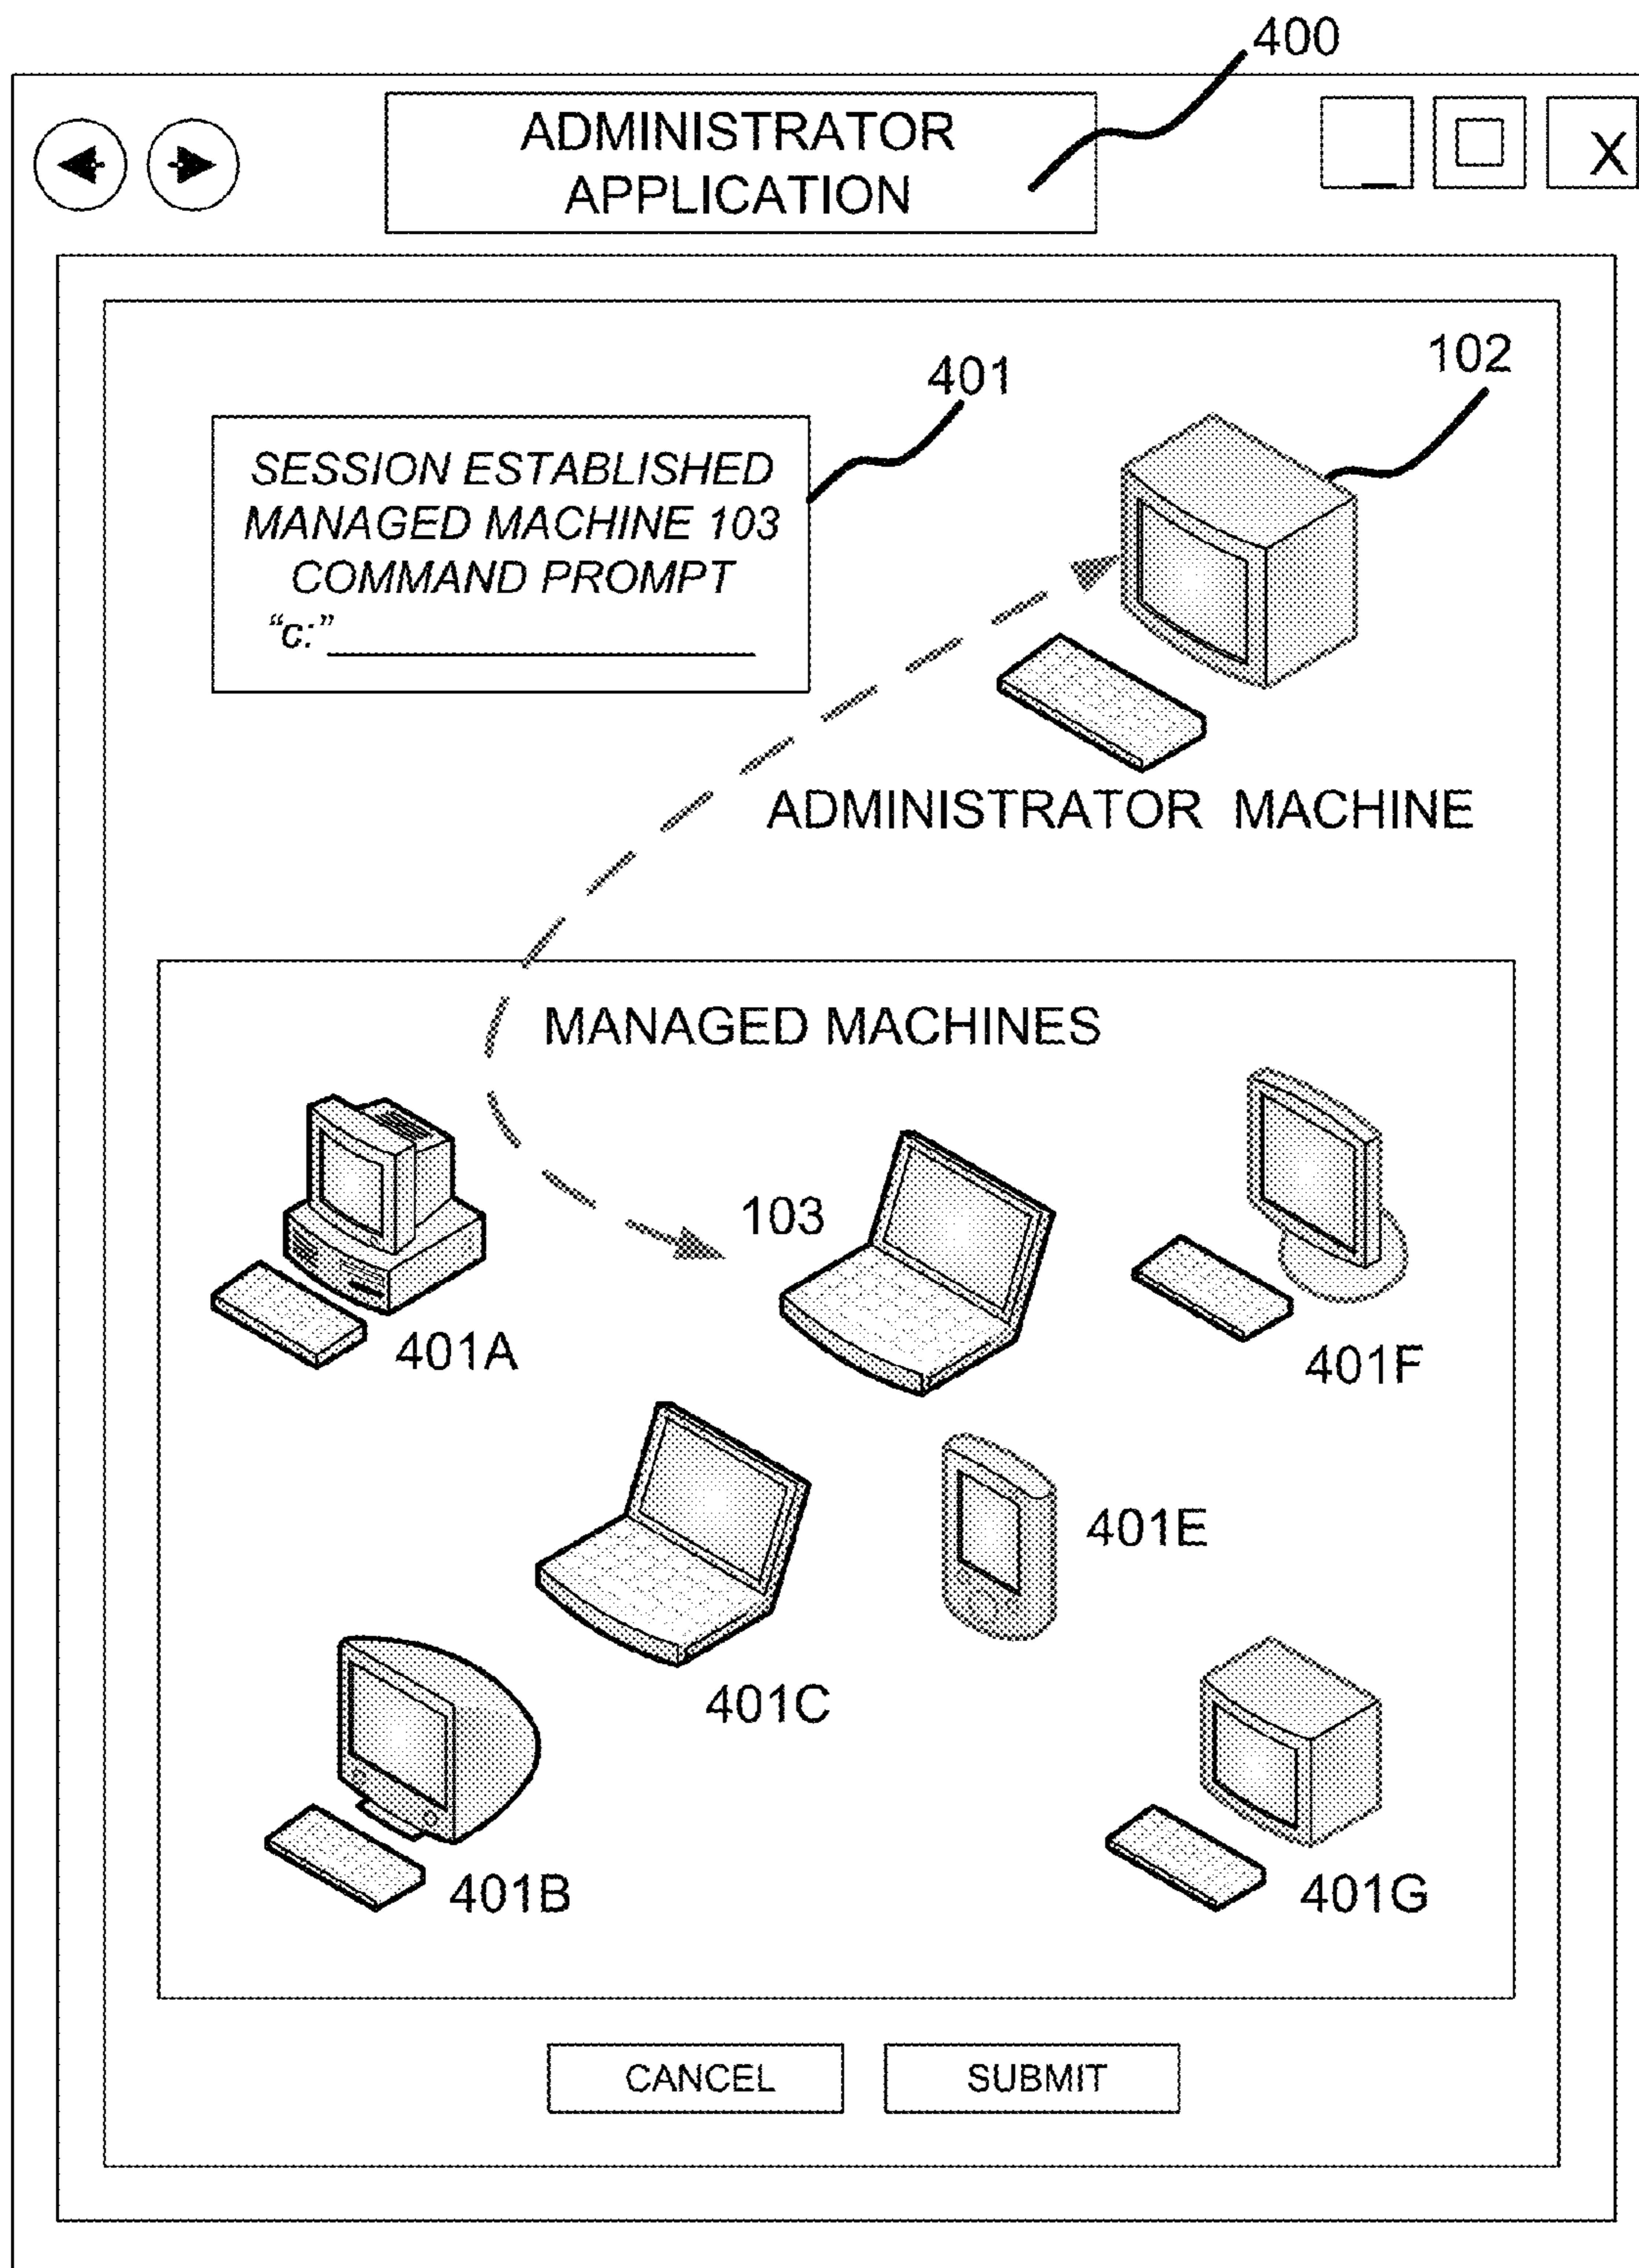 400
ADMINISTRATOR
APPLICATION
_
X
401
102
SESSION ESTABLISHED
MANAGED MACHINE 103
COMMAND PROMPT
“c:” ____________________
ADMINISTRATOR MACHINE
MANAGED MACHINES
103
401A
401F
401E
401C
401B
401G
CANCEL
SUBMIT